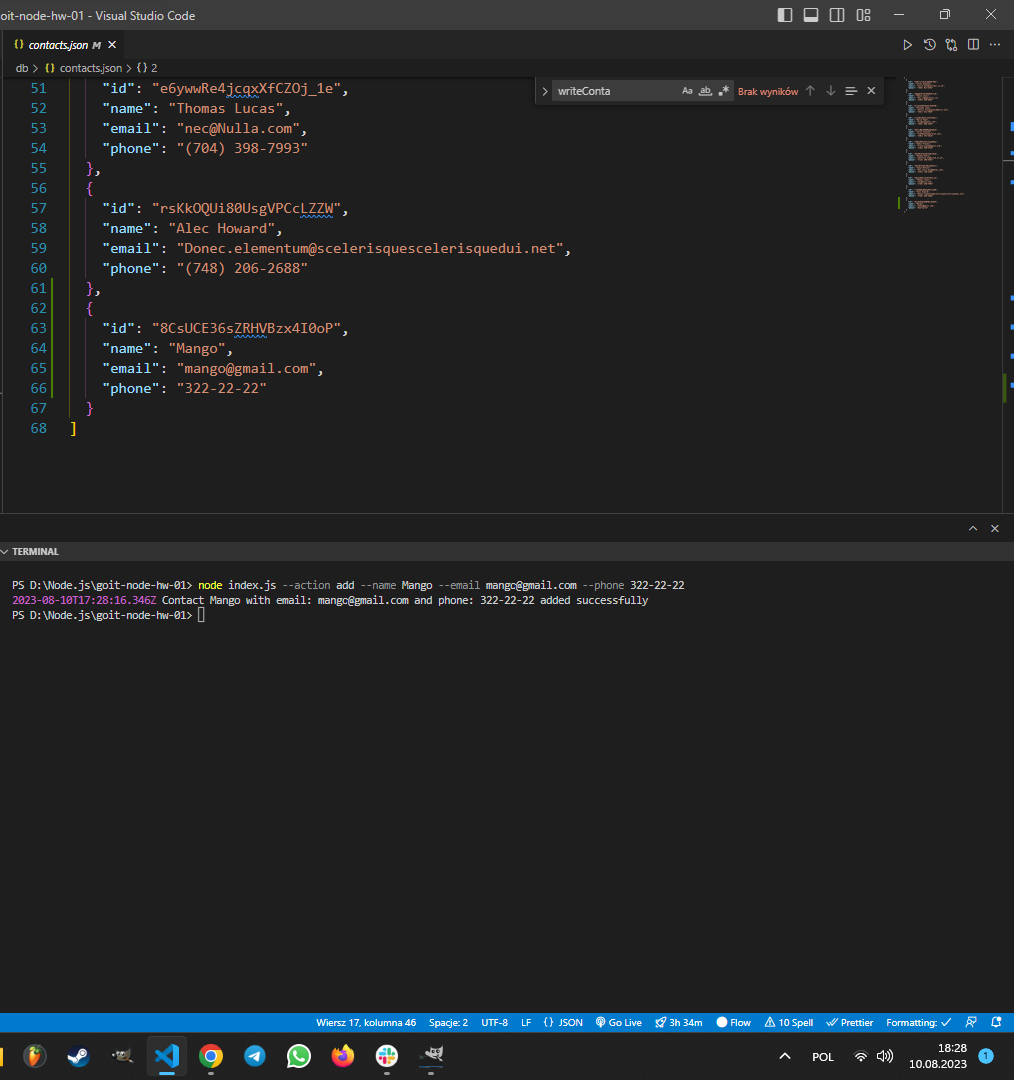 oit-node-hw-01 - Visual Studio Code
{} contacts.json M
db > {} contacts.json > {} 2
writeConta Aa ab Brak wyników
51 "id": "e6ywwRe4jcqxXfCZOj_1e",
52 "name": "Thomas Lucas",
53 "email": "nec@Nulla.com",
54 "phone": "(704) 398-7993"
55 },
56 {
57 "id": "rsKkOQUi80UsgVPCcLZZW",
58 "name": "Alec Howard",
59 "email": "Donec.elementum@scelerisquescelerisquedui.net",
60 "phone": "(748) 206-2688"
61 },
62 {
63 "id": "8CsUCE36sZRHVBzx4I0oP",
64 "name": "Mango",
65 "email": "mango@gmail.com",
66 "phone": "322-22-22"
67 }
68 ]
TERMINAL
PS D:\Node.js\goit-node-hw-01> node index.js --action add --name Mango --email mango@gmail.com --phone 322-22-22
2023-08-10T17:28:16.346Z Contact Mango with email: mango@gmail.com and phone: 322-22-22 added successfully
PS D:\Node.js\goit-node-hw-01>
Wiersz 17, kolumna 46 Spacje: 2 UTF-8 LF {} JSON Go Live 3h 34m Flow 10 Spell Prettier Formatting:
POL 18:28 1
10.08.2023